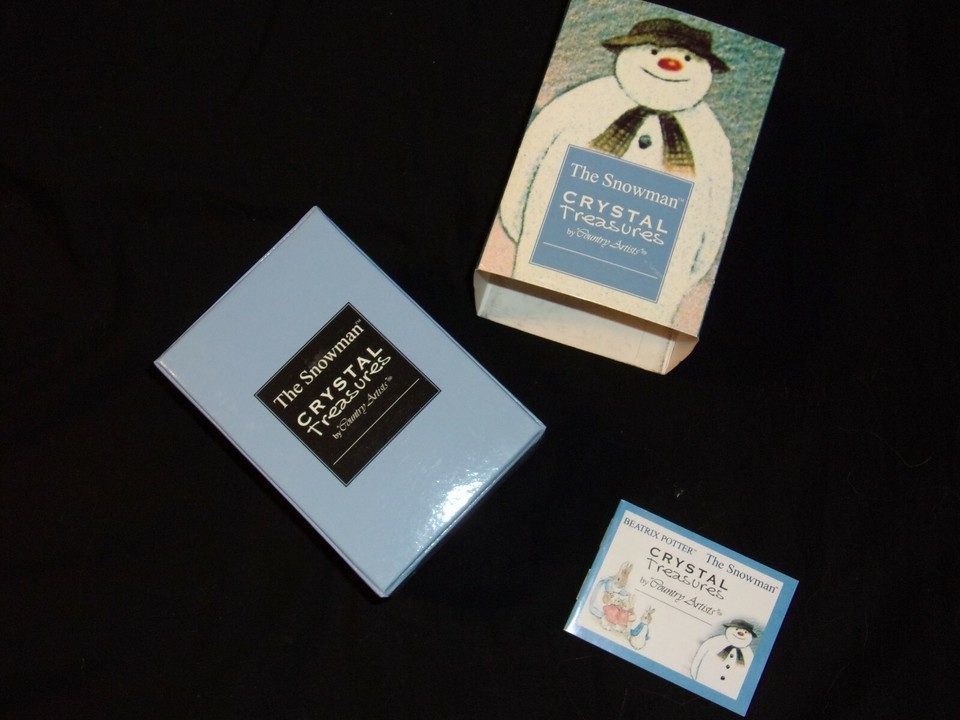 The Snowman™
CRYSTAL
Treasures
by Country Artists™
The Snowman™
CRYSTAL
Treasures
by Country Artists™
BEATRIX POTTER™ The Snowman™
CRYSTAL
Treasures
by Country Artists™